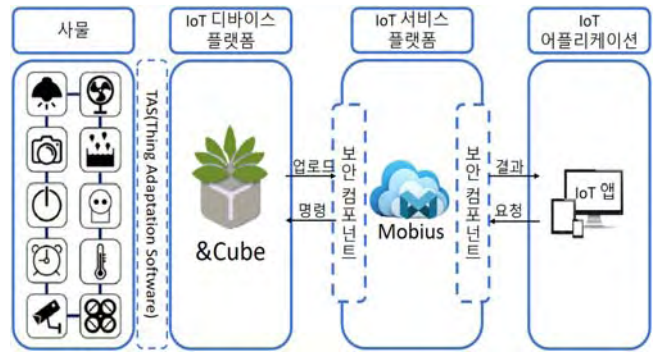 사물
IoT 디바이스
플랫폼
IoT 서비스
플랫폼
IoT
어플리케이션
TAS(Thing Adaptation Software)
&Cube
업로드
명령
보안 컴포넌트
Mobius
보안 컴포넌트
결과
요청
IoT 앱